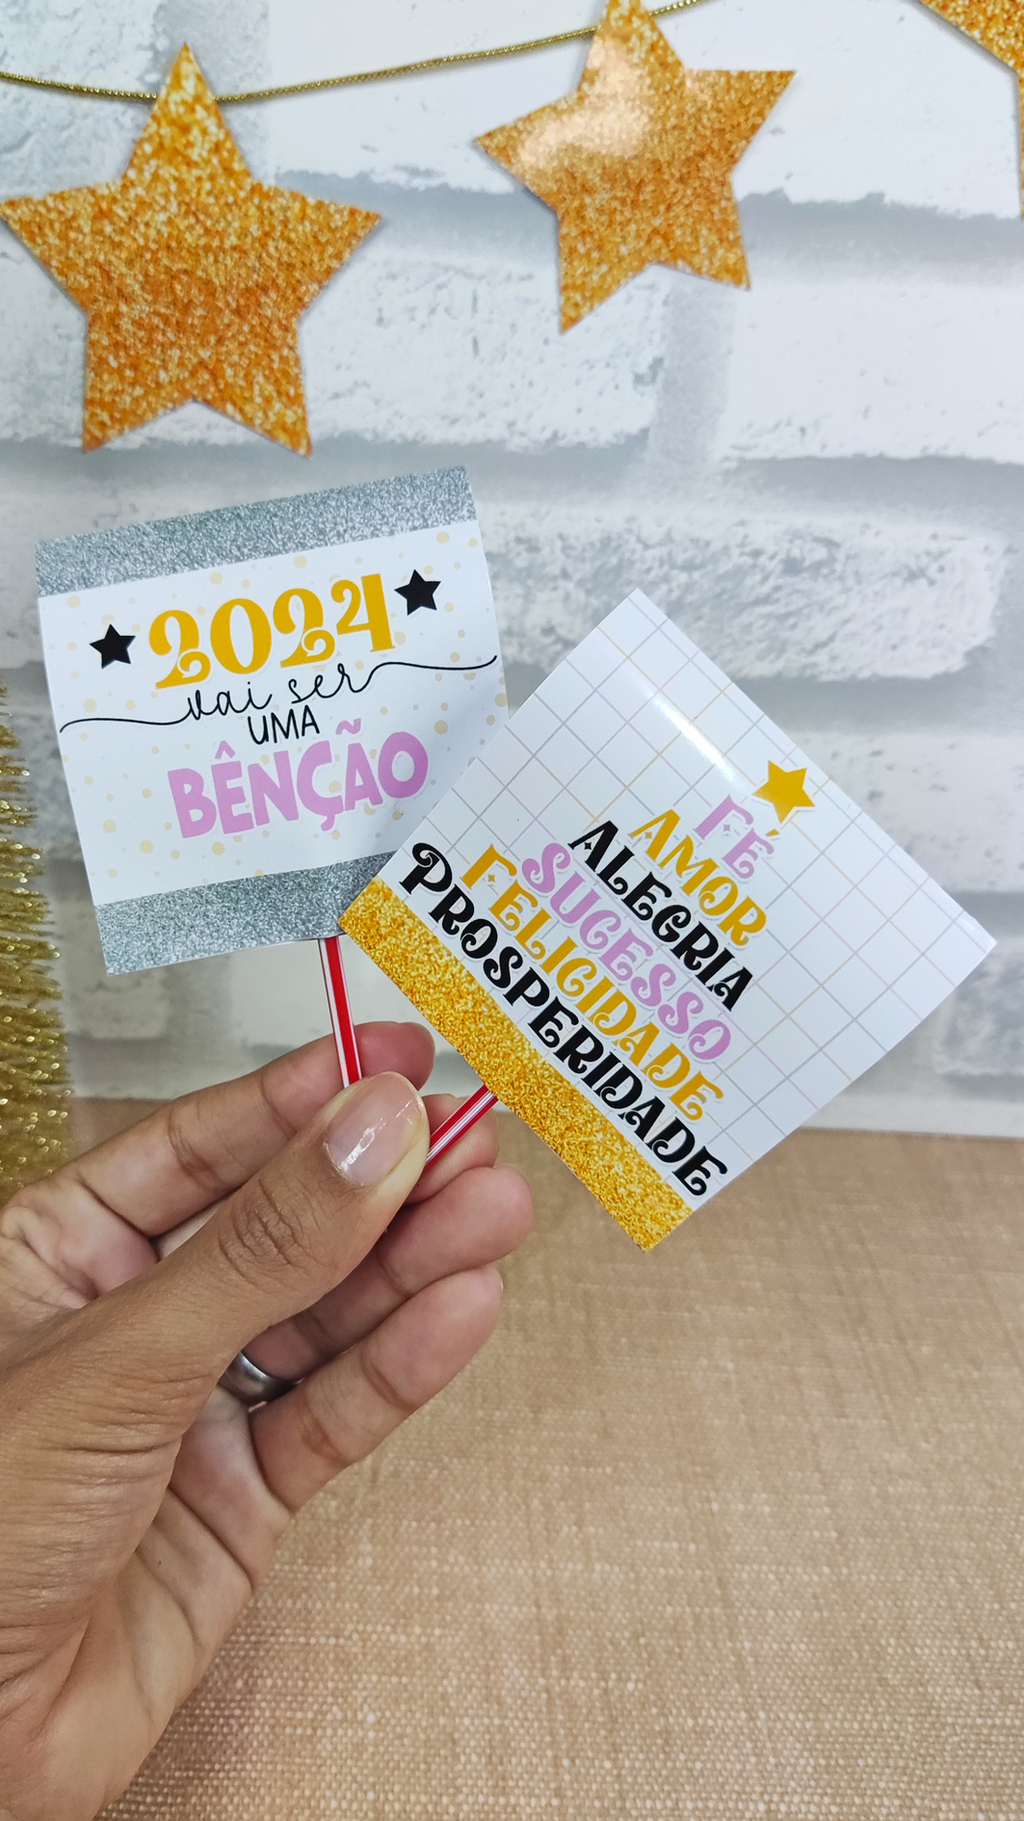 2024
vai ser
UMA
BÊNÇÃO
FÉ
AMOR
ALEGRIA
SUCESSO
FELICIDADE
PROSPERIDADE